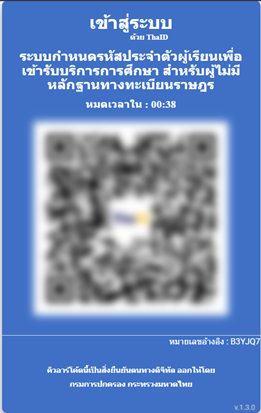 เข้าสู่ระบบ
ด้วย ThaID
ระบบกำหนดรหัสประจำตัวผู้เรียนเพื่อ
เข้ารับบริการการศึกษา สำหรับผู้ไม่มี
หลักฐานทางทะเบียนราษฎร
หมดเวลาใน : 00:38
หมายเลขอ้างอิง : B3YJQ7
คิวอาร์โค้ดนี้เป็นสิ่งยืนยันตนทางดิจิทัล ออกให้โดย
กรมการปกครอง กระทรวงมหาดไทย
v.1.3.0